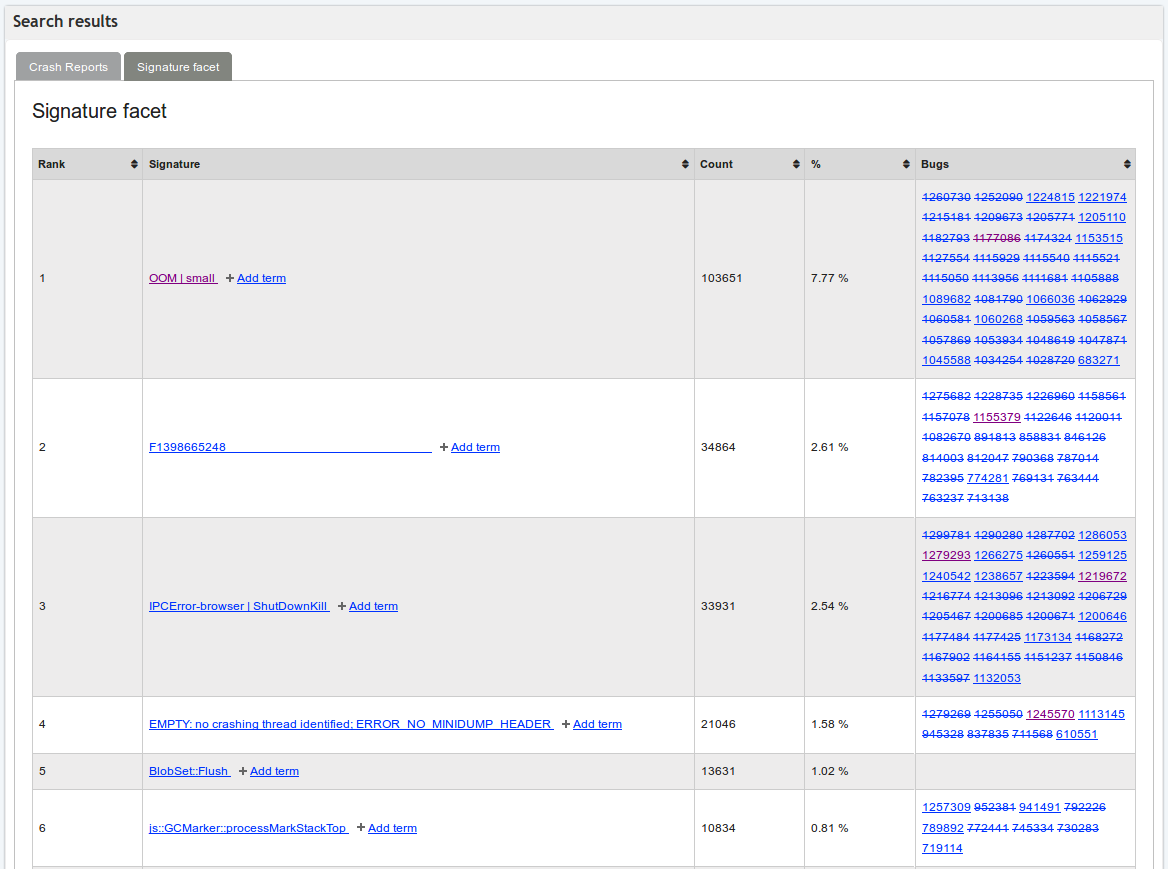 Search results
Crash Reports Signature facet
Signature facet
Rank Signature Count % Bugs
1 OOM | small Add term 103651 7.77 %
1260730 1252090 1224815 1221974
1215181 1209673 1205771 1205110
1182793 1177086 1174324 1153515
1127554 1115929 1115540 1115521
1115050 1113956 1111681 1105888
1089682 1081790 1066036 1062929
1060581 1060268 1059563 1058567
1057869 1053934 1048619 1047871
1045588 1034254 1028720 683271
2 F1398665248 Add term 34864 2.61 %
1275682 1228735 1226960 1158561
1157078 1155379 1122646 1120011
1082670 891813 858831 846126
814003 812047 790368 787014
782395 774281 769131 763444
763237 713138
3 IPCError-browser | ShutDownKill Add term 33931 2.54 %
1299781 1290280 1287702 1286053
1279293 1266275 1260551 1259125
1240542 1238657 1223594 1219672
1216774 1213096 1213092 1206729
1205467 1200685 1200671 1200646
1177484 1177425 1173134 1168272
1167902 1164155 1151237 1150846
1133597 1132053
4 EMPTY: no crashing thread identified; ERROR_NO_MINIDUMP_HEADER Add term 21046 1.58 %
1279269 1255050 1245570 1113145
945328 837835 711568 610551
5 BlobSet::Flush Add term 13631 1.02 %
6 js::GCMarker::processMarkStackTop Add term 10834 0.81 %
1257309 952381 941491 792226
789892 772441 745334 730283
719114